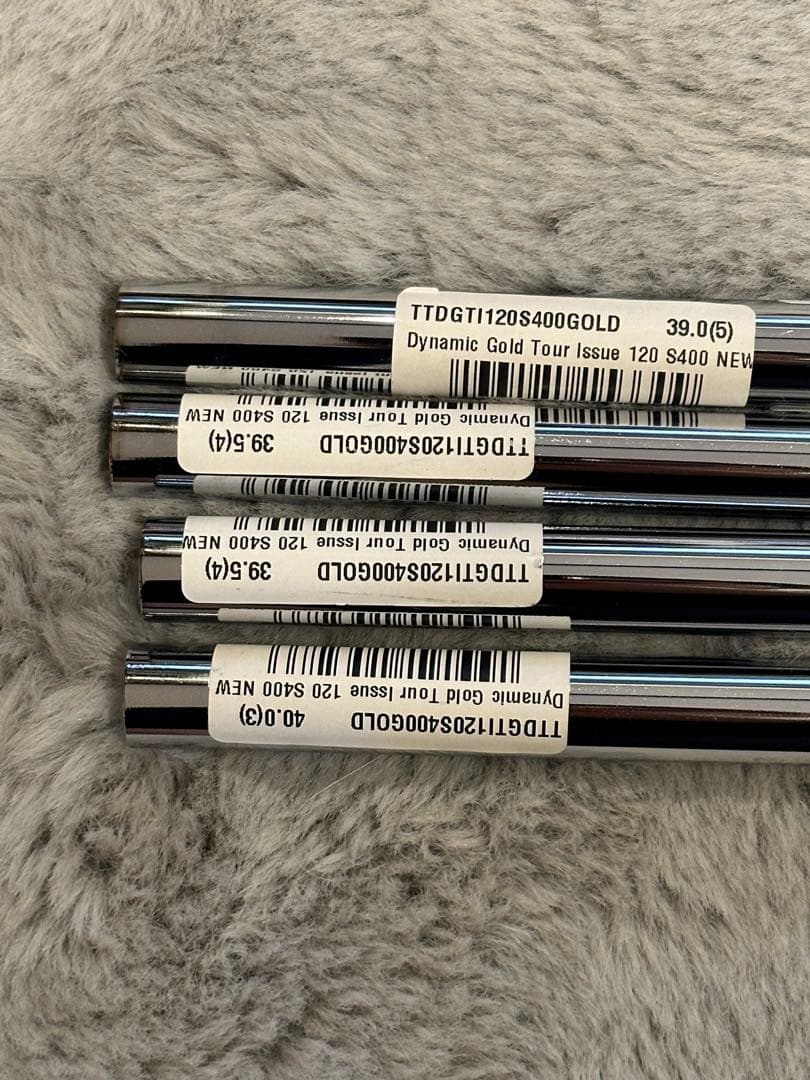 TTDGTI120S400GOLD 39.0(5)
Dynamic Gold Tour Issue 120 S400 NEW
TTDGTI120S400GOLD 39.5(4)
Dynamic Gold Tour Issue 120 S400 NEW
TTDGTI120S400GOLD 39.5(4)
Dynamic Gold Tour Issue 120 S400 NEW
TTDGTI120S400GOLD 40.0(3)
Dynamic Gold Tour Issue 120 S400 NEW